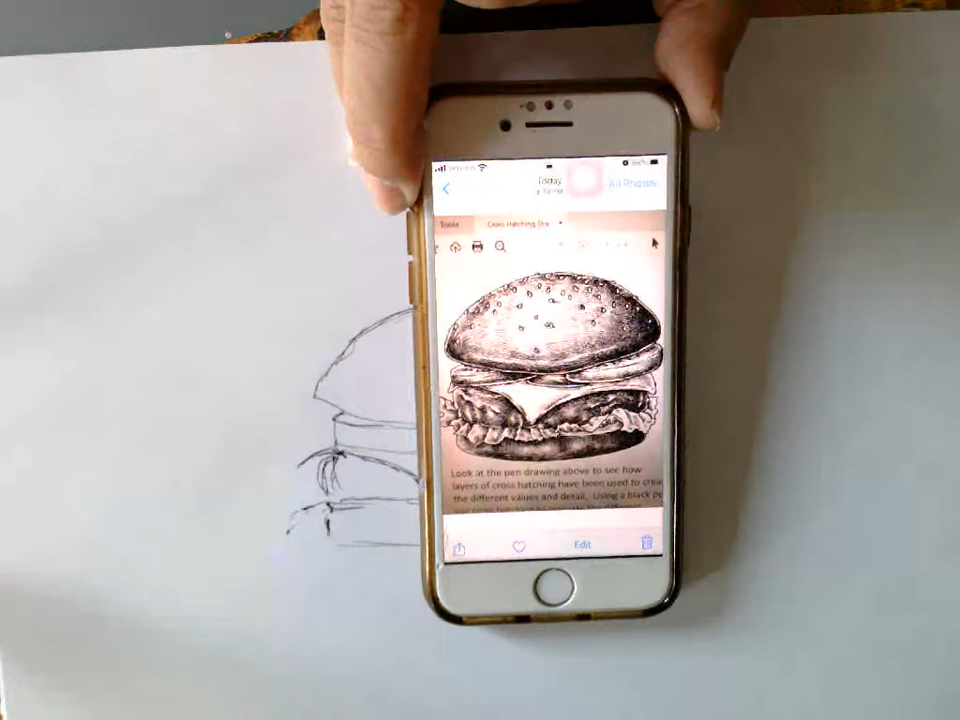 Today
All Photos
Tools
Cross Hatching Dra
Look at the pen drawing above to see how
layers of cross hatching have been used to crea
the different values and detail. Using a black pe
Edit